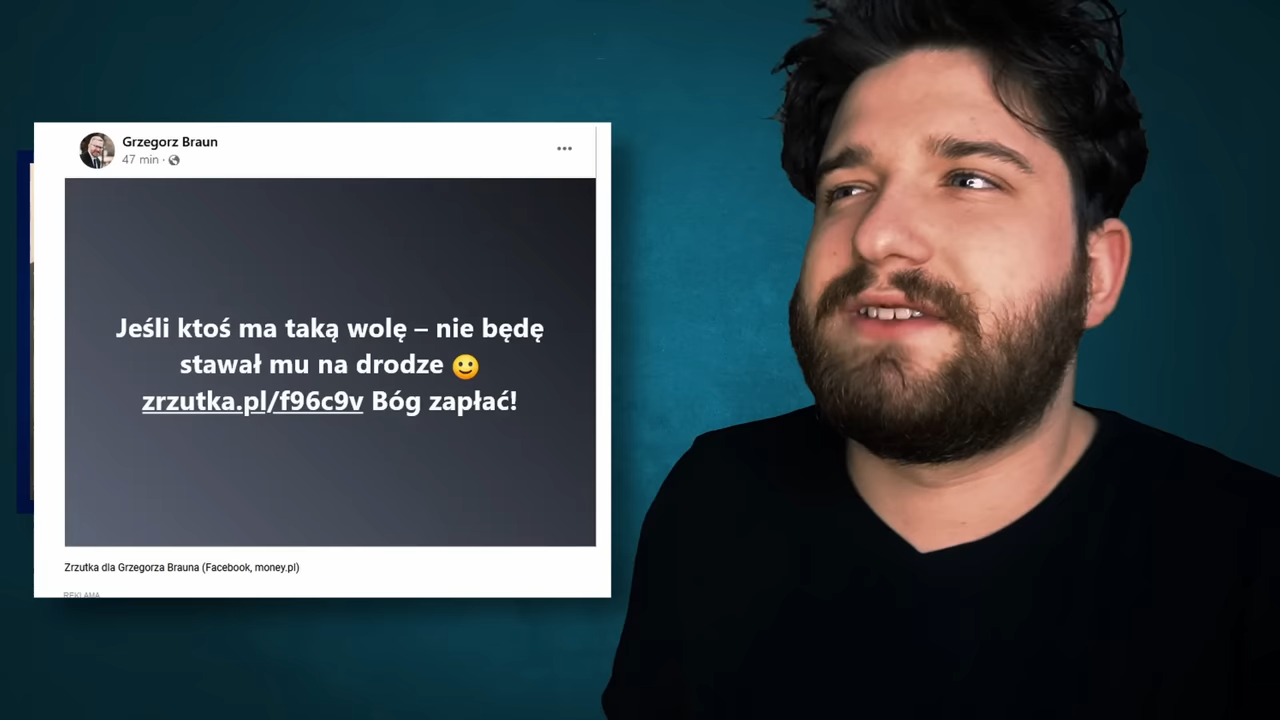 Grzegorz Braun
47 min ·
Jeśli ktoś ma taką wolę – nie będę
stawał mu na drodze 🙂
zrzutka.pl/f96c9v Bóg zapłać!
Zrzutka dla Grzegorza Brauna (Facebook, money.pl)
REKLAMA